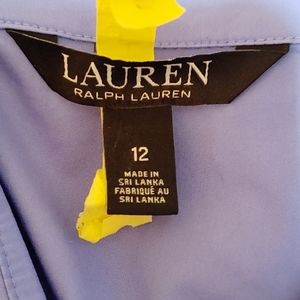 LAUREN
RALPH LAUREN
12
MADE IN
SRI LANKA
FABRIQUÉ AU
SRI LANKA